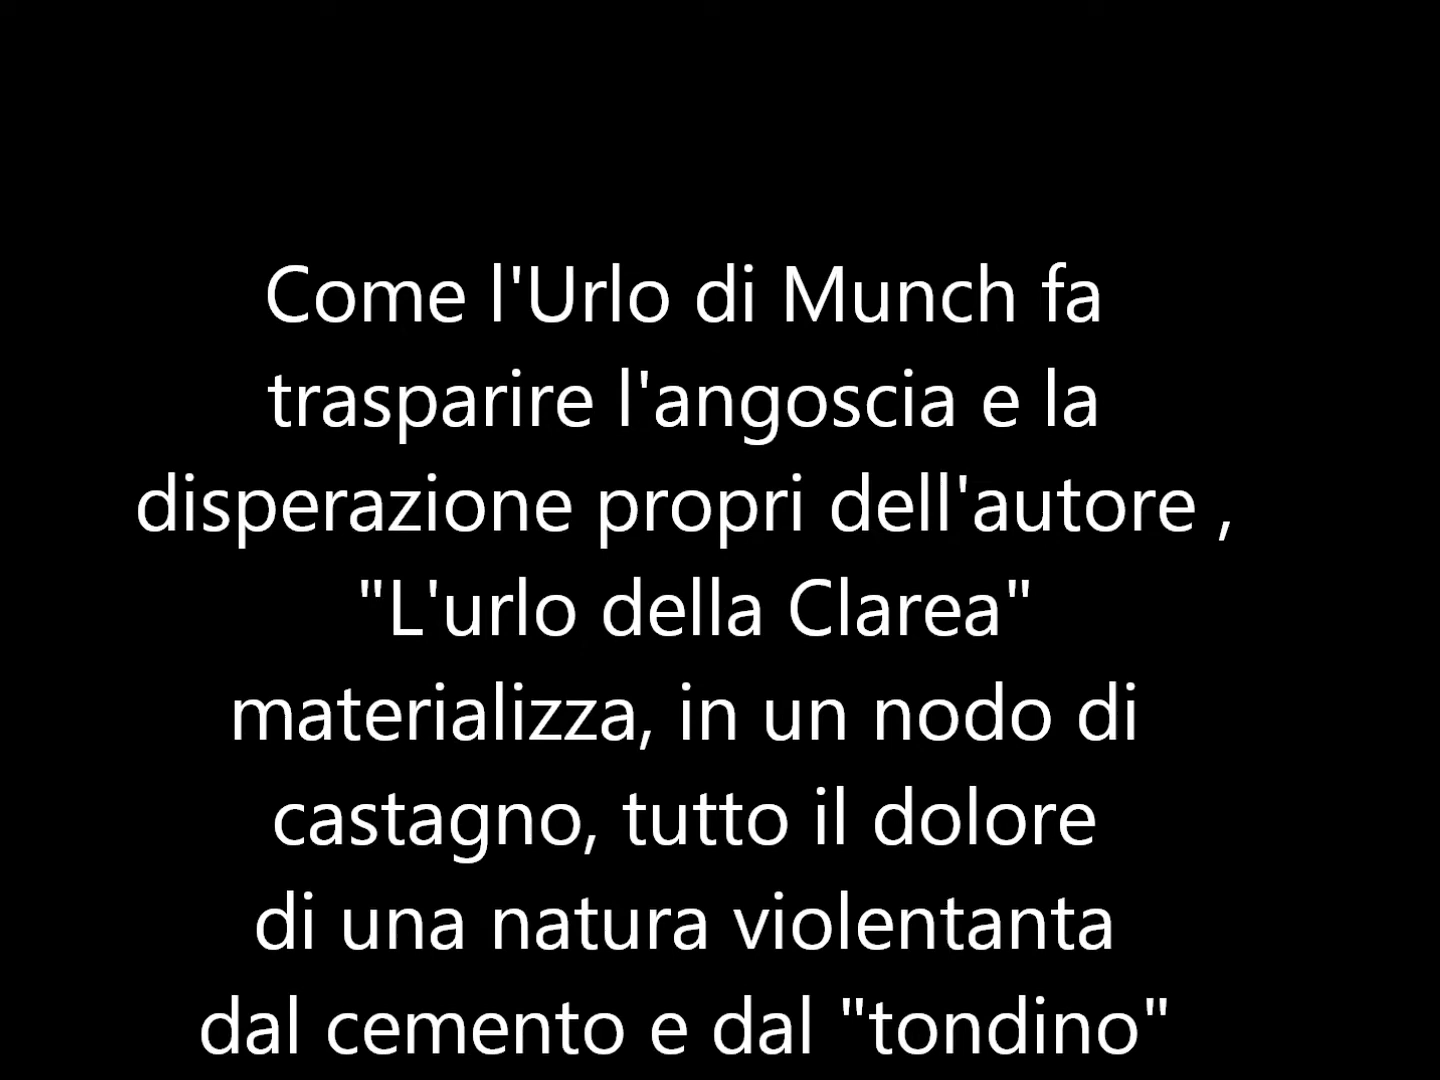 Come l'Urlo di Munch fa
trasparire l'angoscia e la
disperazione propri dell'autore ,
"L'urlo della Clarea"
materializza, in un nodo di
castagno, tutto il dolore
di una natura violentanta
dal cemento e dal "tondino"